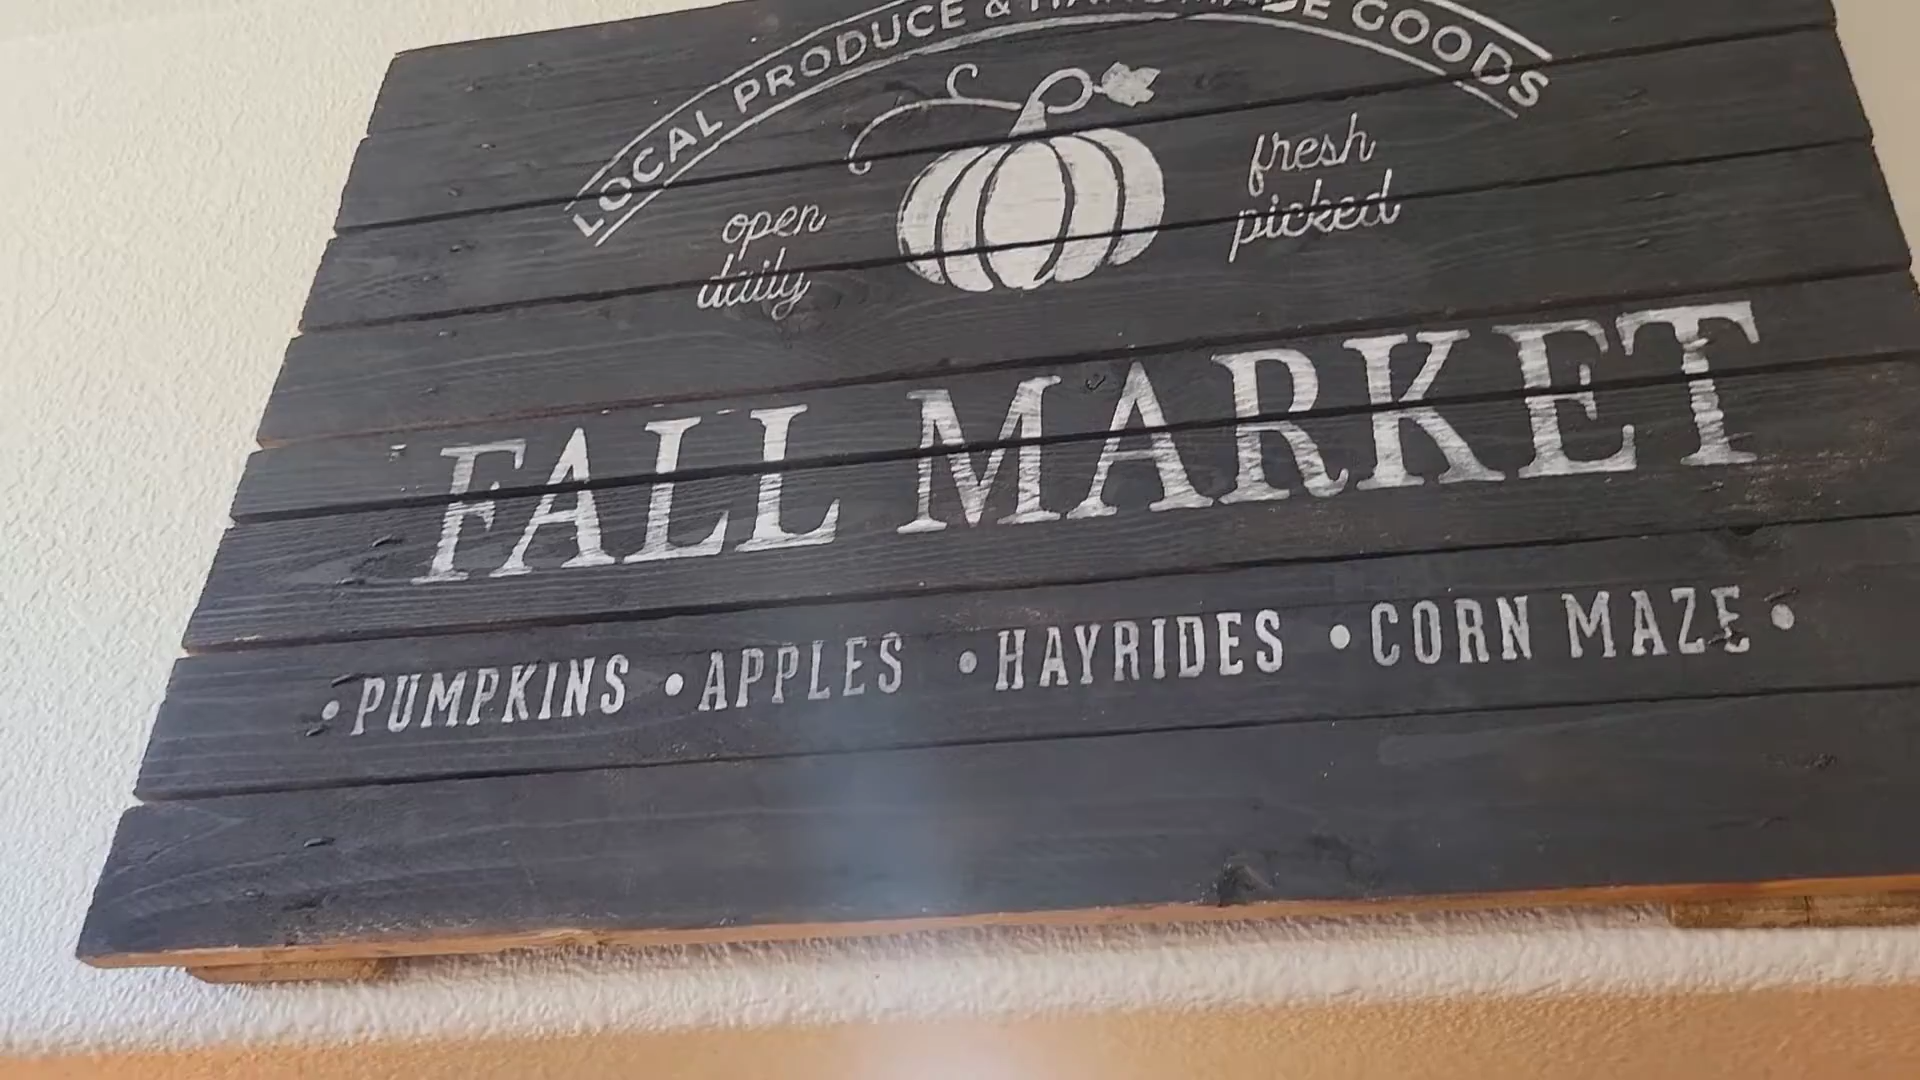 LOCAL PRODUCE & HANDMADE GOODS
open
daily
fresh
picked
FALL MARKET
•PUMPKINS •APPLES •HAYRIDES •CORN MAZE•